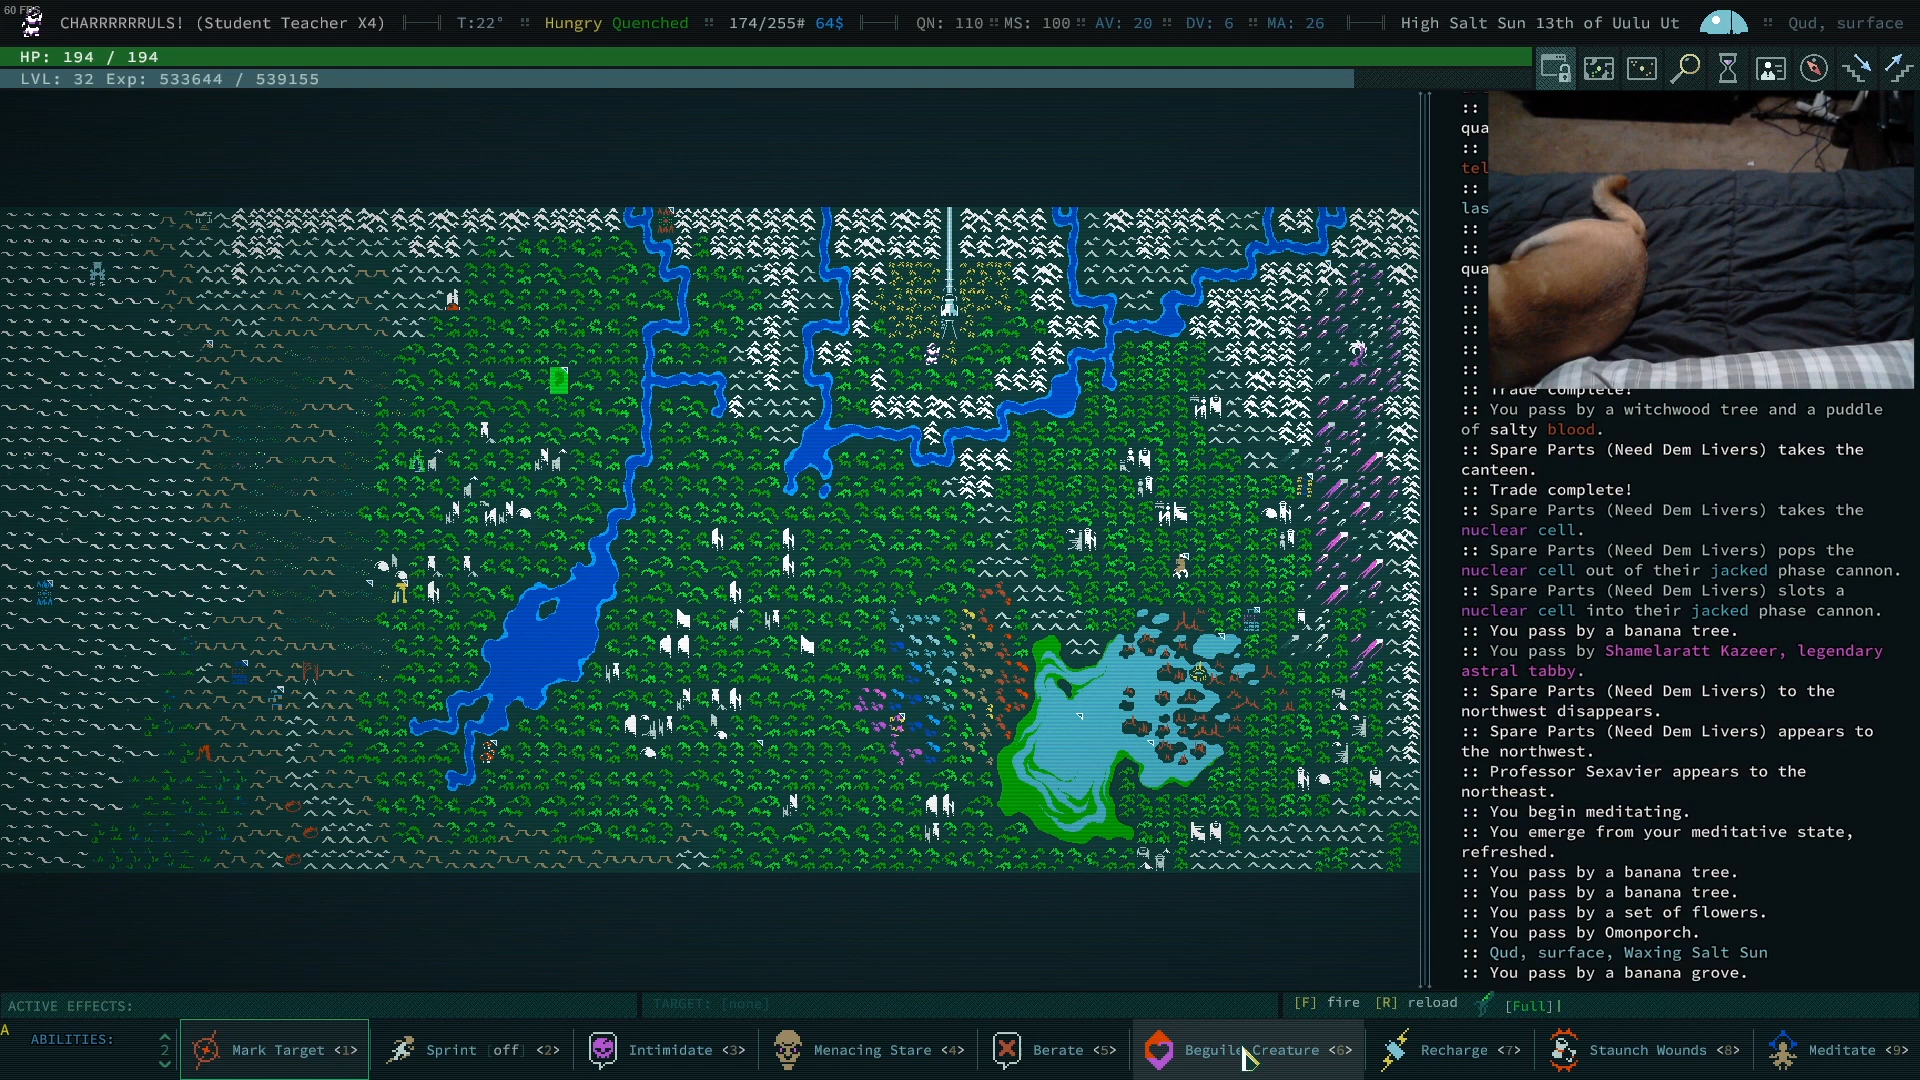 60 FPS
CHARRRRRRULS! (Student Teacher X4) T:22° :: Hungry Quenched :: 174/255# 64$ QN: 110 :: MS: 100 :: AV: 20 :: DV: 6 :: MA: 26 High Salt Sun 13th of Uulu Ut :: Qud, surface
HP: 194 / 194
LVL: 32 Exp: 533644 / 539155
::
qua
::
tel
::
las
::
::
qua
::
::
::
::
::
:: Trade complete!
:: You pass by a witchwood tree and a puddle
of salty blood.
:: Spare Parts (Need Dem Livers) takes the
canteen.
:: Trade complete!
:: Spare Parts (Need Dem Livers) takes the
nuclear cell.
:: Spare Parts (Need Dem Livers) pops the
nuclear cell out of their jacked phase cannon.
:: Spare Parts (Need Dem Livers) slots a
nuclear cell into their jacked phase cannon.
:: You pass by a banana tree.
:: You pass by Shamelaratt Kazeer, legendary
astral tabby.
:: Spare Parts (Need Dem Livers) to the
northwest disappears.
:: Spare Parts (Need Dem Livers) appears to
the northwest.
:: Professor Sexavier appears to the
northeast.
:: You begin meditating.
:: You emerge from your meditative state,
refreshed.
:: You pass by a banana tree.
:: You pass by a banana tree.
:: You pass by a set of flowers.
:: You pass by Omonporch.
:: Qud, surface, Waxing Salt Sun
:: You pass by a banana grove.
ACTIVE EFFECTS: TARGET: [none] [F] fire [R] reload [Full]
A
ABILITIES: 2 Mark Target <1> Sprint [off] <2> Intimidate <3> Menacing Stare <4> Berate <5> Beguile Creature <6> Recharge <7> Staunch Wounds <8> Meditate <9>